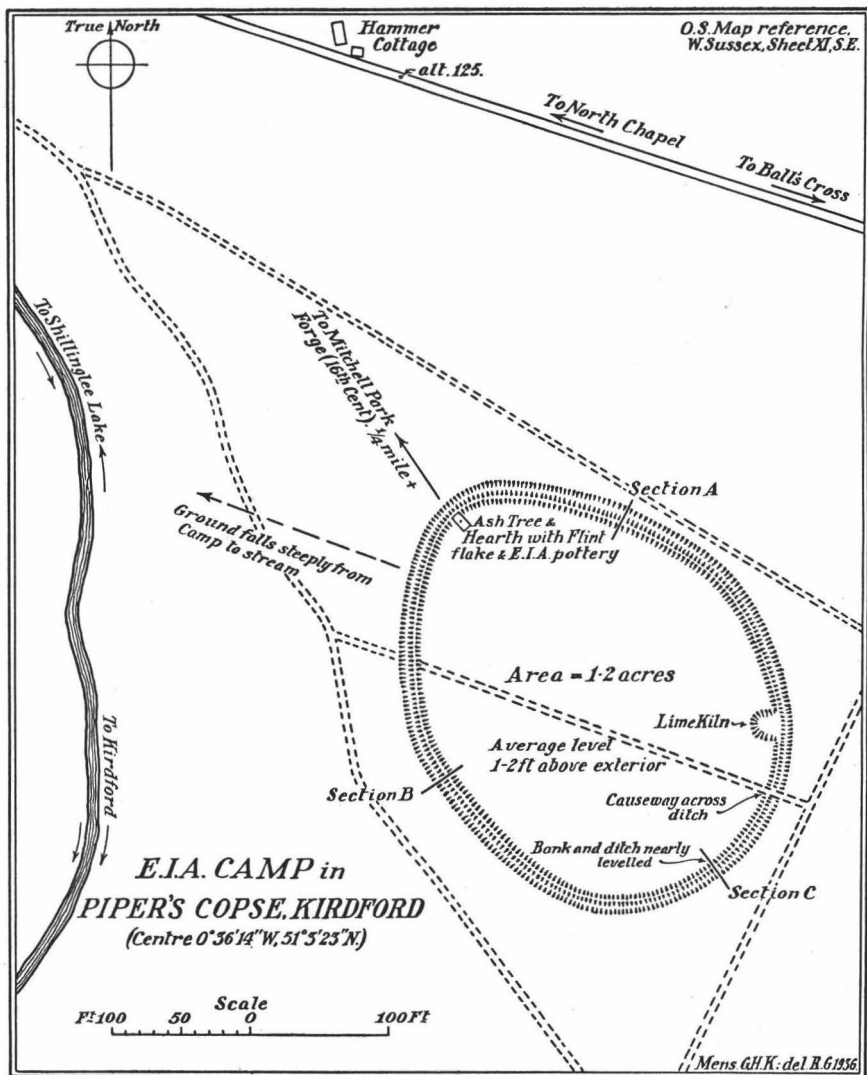 True North
Hammer
Cottage
alt. 125.
O.S. Map reference,
W. Sussex, Sheet XI, S.E.
To North Chapel
To Ball's Cross
To Shillinglee Lake
To Mitchell Park
Forge (16th Cent). 1/4 mile +
Section A
Ash Tree &
Hearth with Flint
flake & E.I.A. pottery
Ground falls steeply from
Camp to stream
Area = 1·2 acres
Lime Kiln
Average level
1-2ft above exterior
To Kirdford
Section B
Causeway across
ditch
Bank and ditch nearly
levelled
Section C
E.I.A. CAMP in
PIPER'S COPSE, KIRDFORD
(Centre 0°36'14"W, 51°3'23"N.)
Scale
Ft 100 50 0 100 Ft
Mens. G.H.K: del. R.G 1936